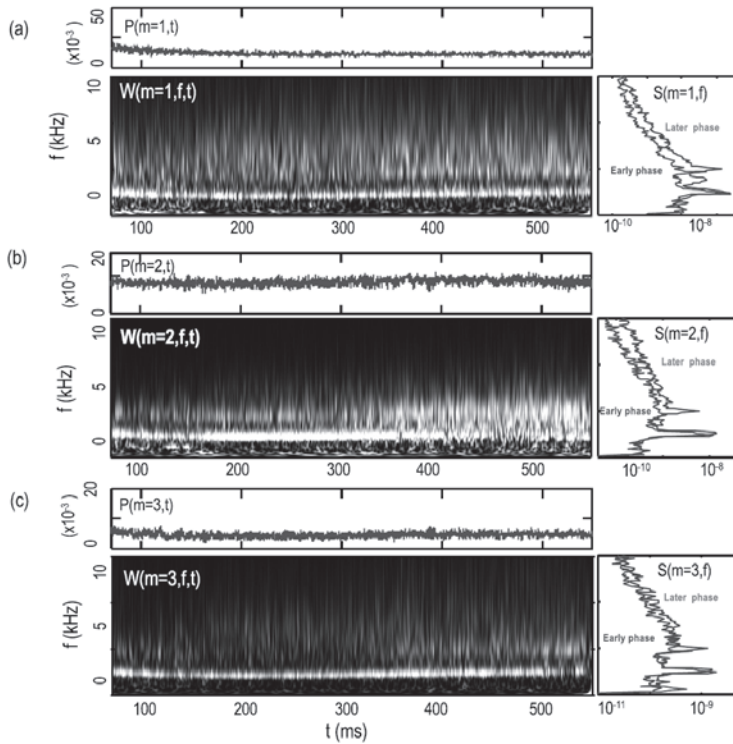 (a)
50
0
(x10⁻³)
P(m=1,t)
10
5
0
f (kHz)
W(m=1,f,t)
100 200 300 400 500
S(m=1,f)
Later phase
Early phase
10⁻¹⁰ 10⁻⁸
(b)
20
0
(x10⁻³)
P(m=2,t)
10
5
0
f (kHz)
W(m=2,f,t)
100 200 300 400 500
S(m=2,f)
Later phase
Early phase
10⁻¹⁰ 10⁻⁸
(c)
20
0
(x10⁻³)
P(m=3,t)
10
5
0
f (kHz)
W(m=3,f,t)
100 200 300 400 500
t (ms)
S(m=3,f)
Later phase
Early phase
10⁻¹¹ 10⁻⁹